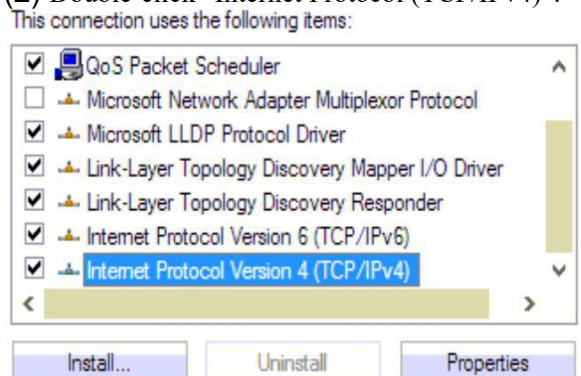 (2) Double-click "Internet Protocol (TCP/IPv4)".
This connection uses the following items:
QoS Packet Scheduler
Microsoft Network Adapter Multiplexor Protocol
Microsoft LLDP Protocol Driver
Link-Layer Topology Discovery Mapper I/O Driver
Link-Layer Topology Discovery Responder
Internet Protocol Version 6 (TCP/IPv6)
Internet Protocol Version 4 (TCP/IPv4)
Install...
Uninstall
Properties